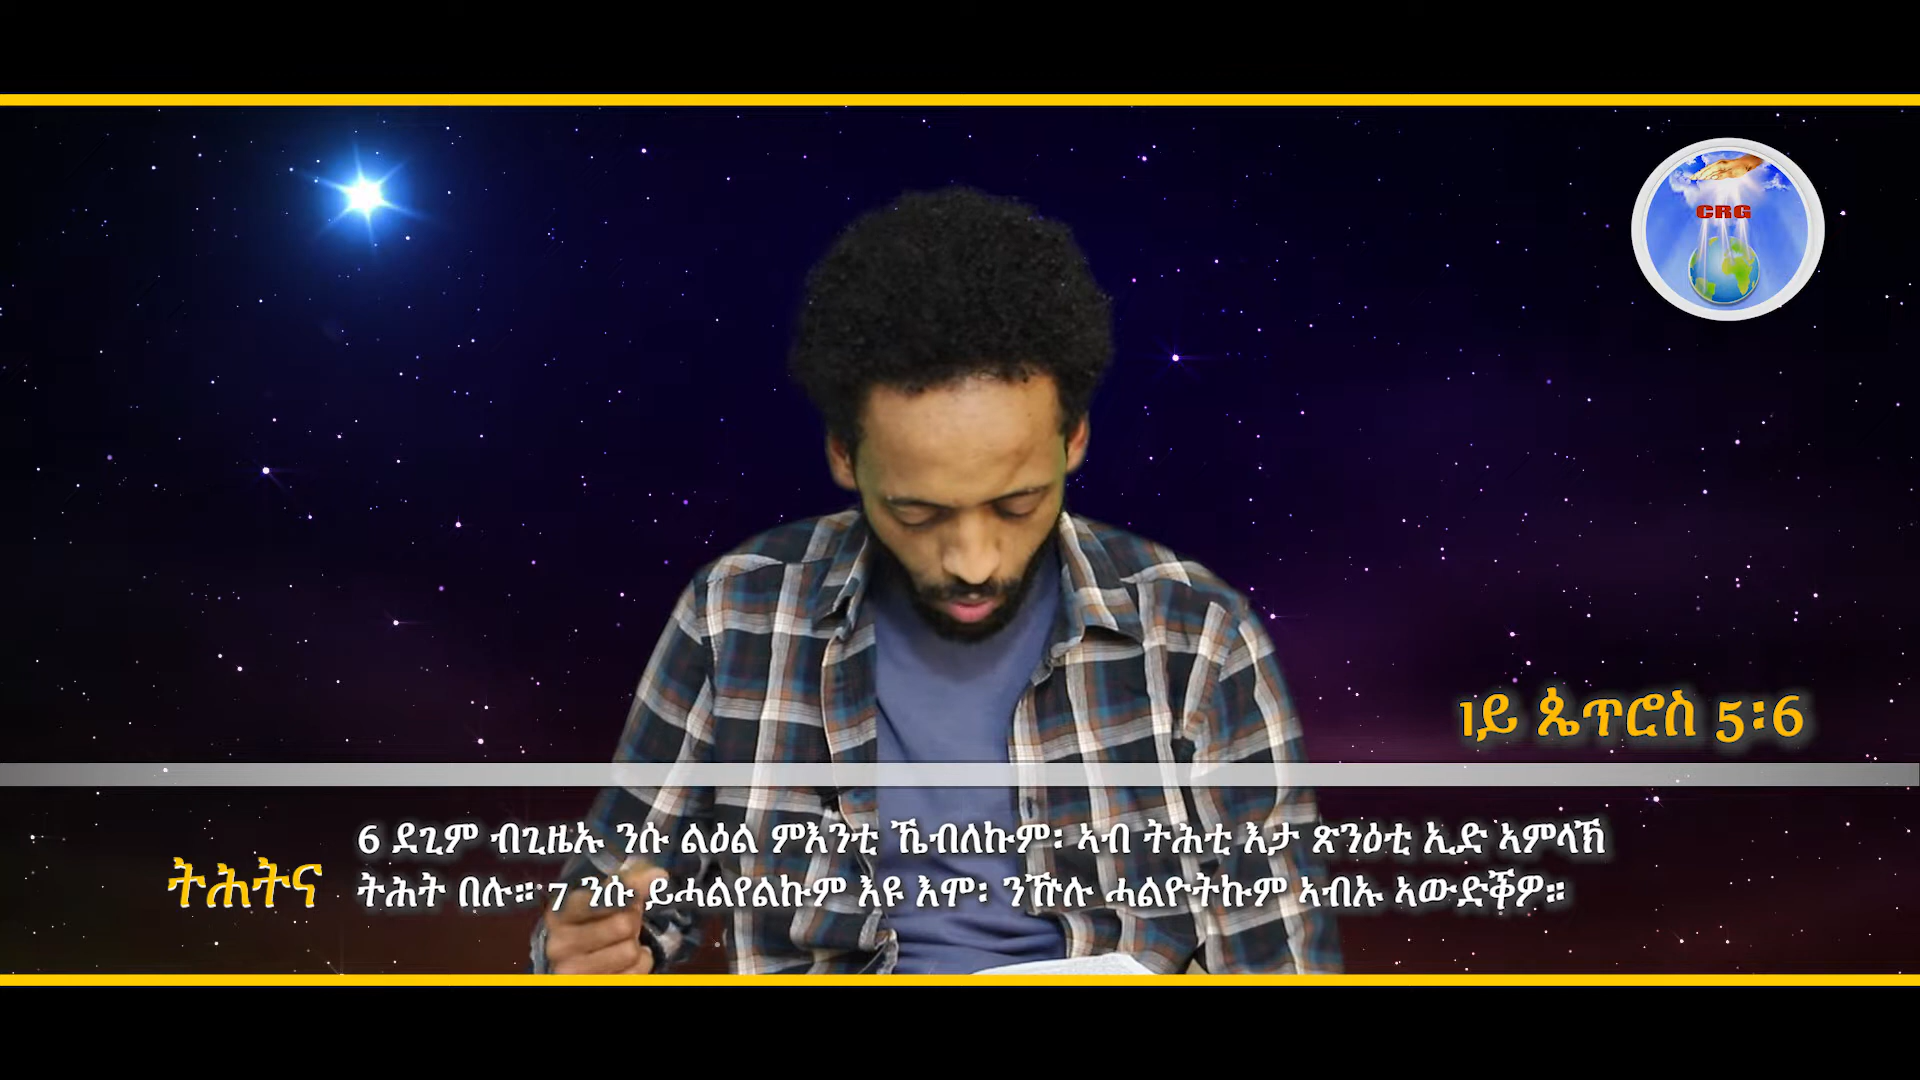 CRG
1ይ ጴጥሮስ 5፡6
ትሕትና
6 ደጊም ብጊዜኡ ንሱ ልዕል ምእንቲ ኼብለኩም፡ ኣብ ትሕቲ እታ ጽንዕቲ ኢድ ኣምላኽ
ትሕት በሉ። 7 ንሱ ይሓልየልኩም እዩ እሞ፡ ንዅሉ ሓልዮትኩም ኣብኡ ኣውድቕዎ።